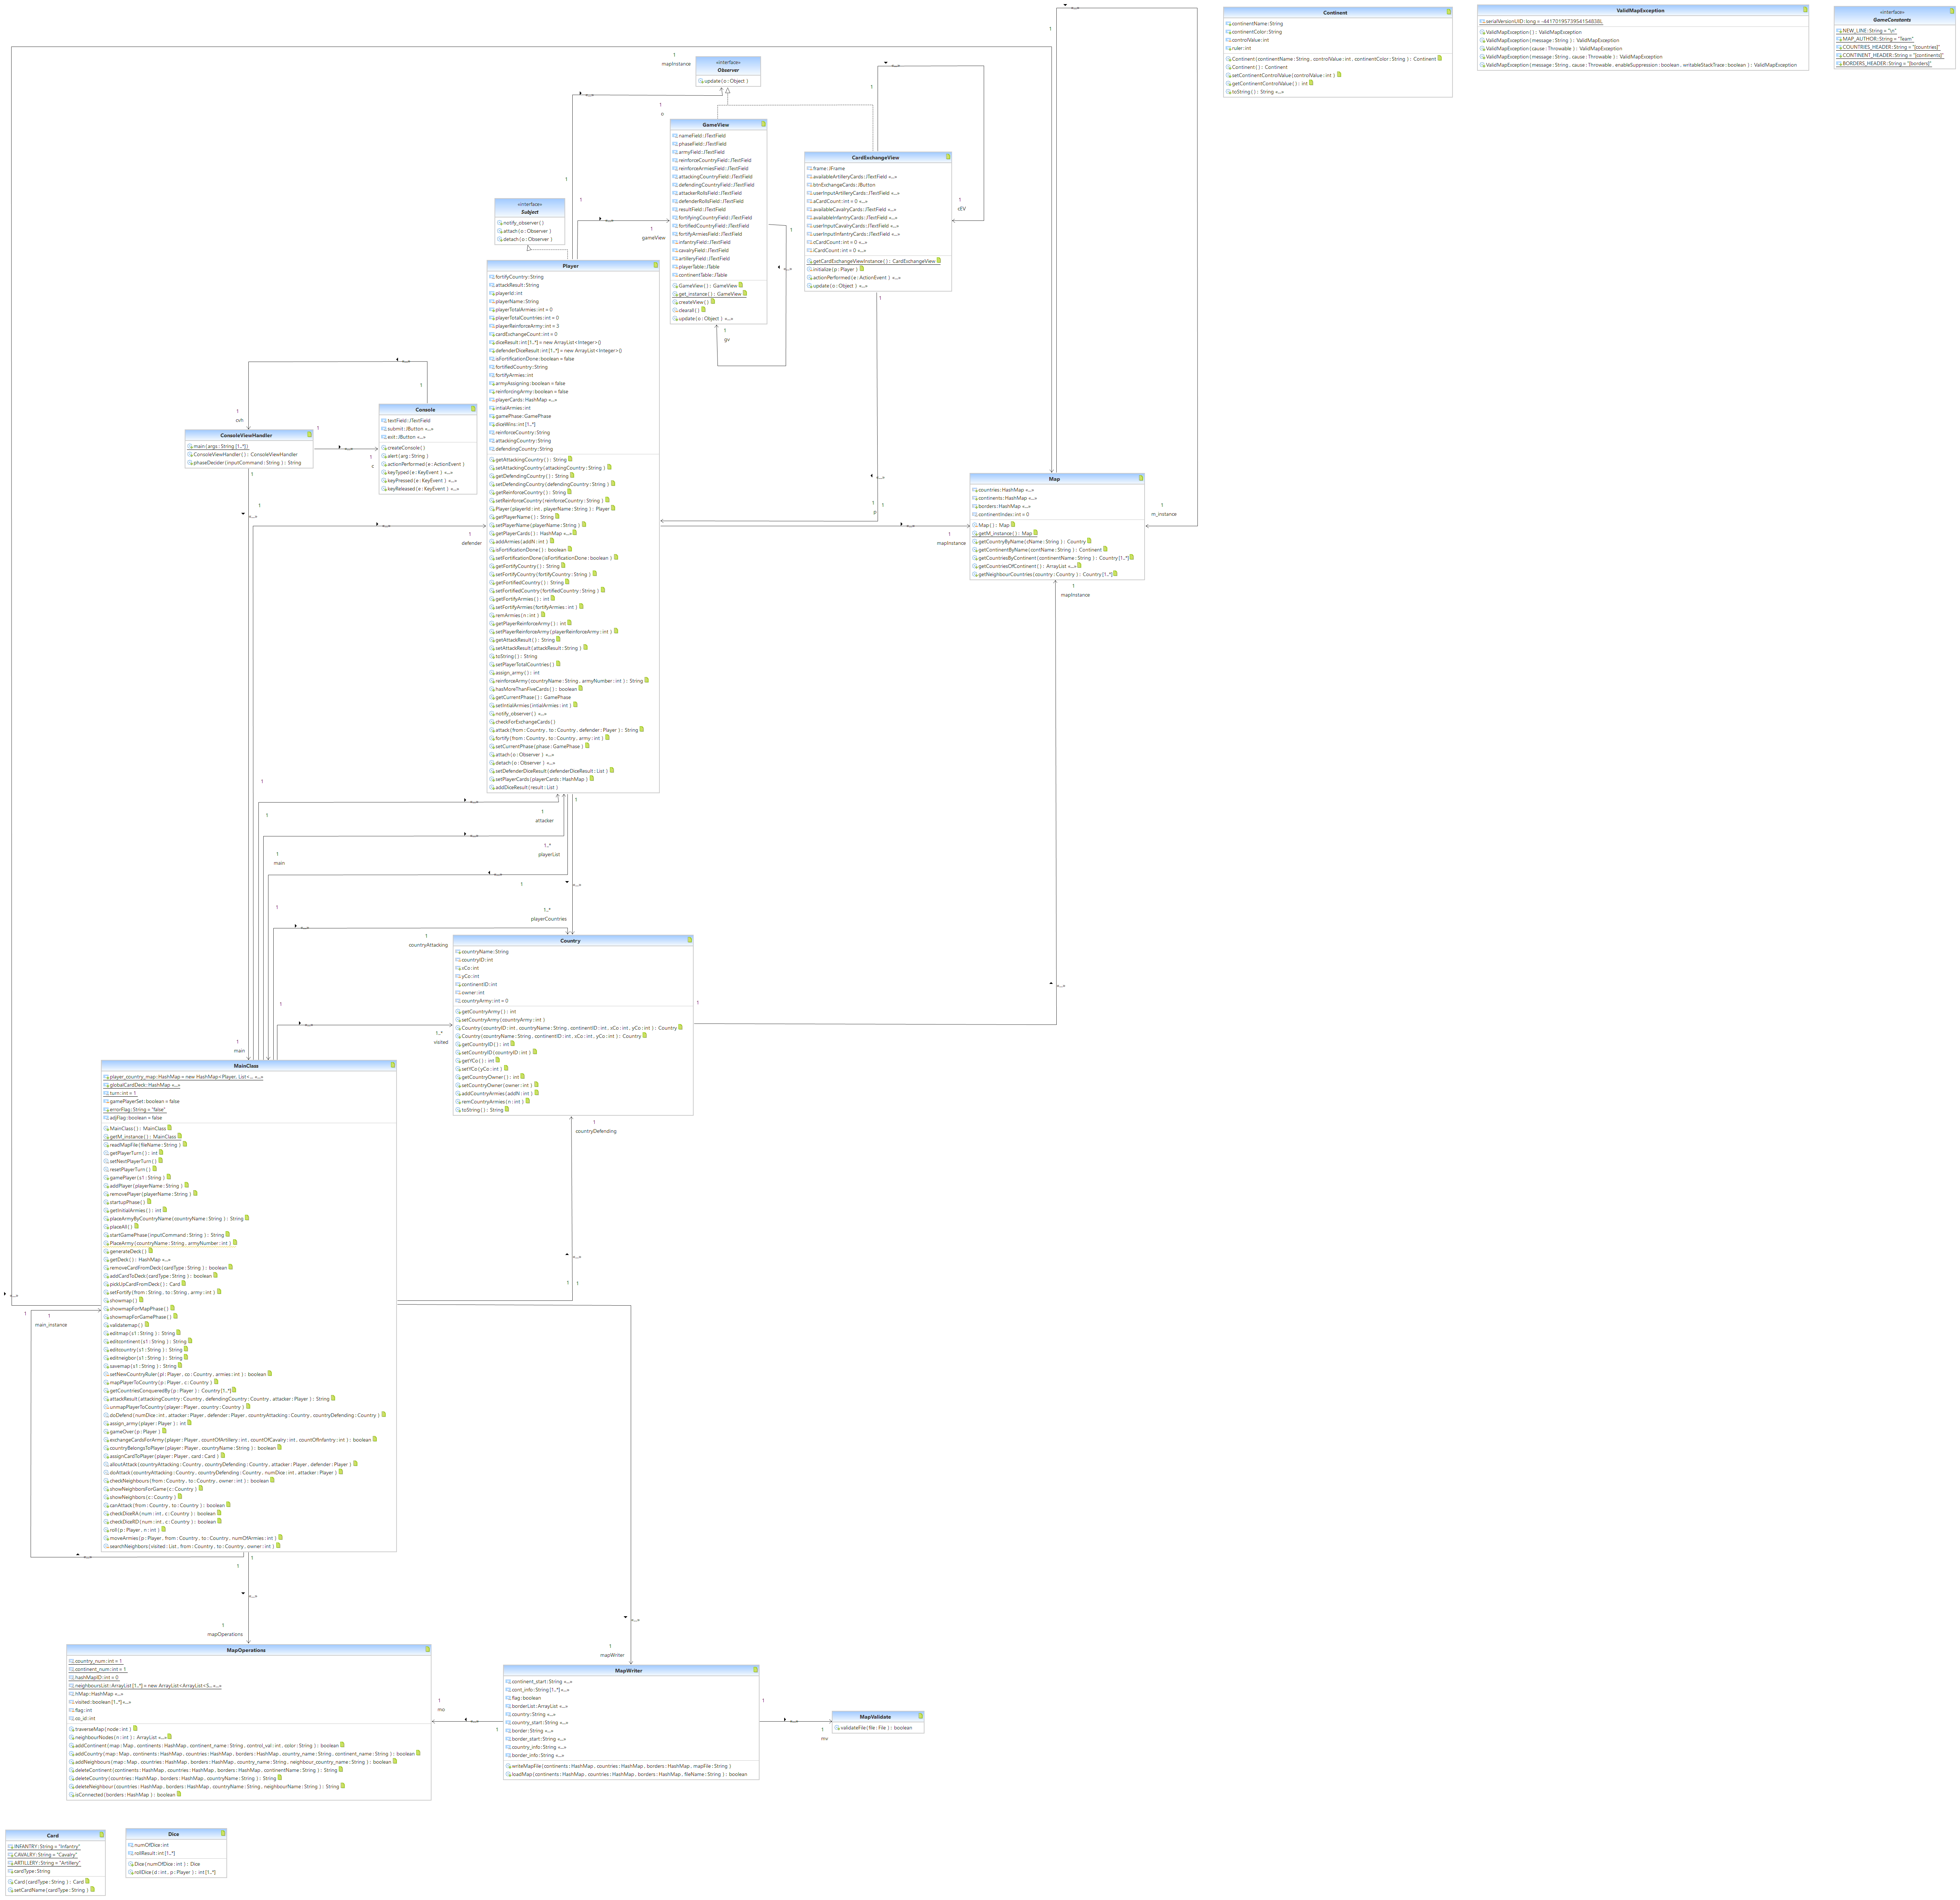 Continent
continentName:String
continentColor:String
controlValue:int
ruler:int
Continent(continentName:String, controlValue:int, continentColor:String): Continent
Continent(): Continent
setContinentControlValue(controlValue:int)
getContinentControlValue(): int
toString(): String «...»
ValidMapException
serialVersionUID:long = -4417019573954154838L
ValidMapException(): ValidMapException
ValidMapException(message:String): ValidMapException
ValidMapException(cause:Throwable): ValidMapException
ValidMapException(message:String, cause:Throwable): ValidMapException
ValidMapException(message:String, cause:Throwable, enableSuppression:boolean, writableStackTrace:boolean): ValidMapException
«interface»
GameConstants
NEW_LINE:String = "\n"
MAP_AUTHOR:String = "Team"
COUNTRIES_HEADER:String = "[countries]"
CONTINENT_HEADER:String = "[continents]"
BORDERS_HEADER:String = "[borders]"
1
mapInstance
«interface»
Observer
update(o:Object)
1
o
GameView
nameField:JTextField
phaseField:JTextField
armyField:JTextField
reinforceCountryField:JTextField
reinforceArmiesField:JTextField
attackingCountryField:JTextField
defendingCountryField:JTextField
attackerRollsField:JTextField
defenderRollsField:JTextField
resultField:JTextField
fortifyingCountryField:JTextField
fortifiedCountryField:JTextField
fortifyArmiesField:JTextField
infantryField:JTextField
cavalryField:JTextField
artilleryField:JTextField
playerTable:JTable
continentTable:JTable
GameView(): GameView
get_instance(): GameView
createView()
clearall()
update(o:Object) «...»
1
gv
CardExchangeView
frame:JFrame
availableArtilleryCards:JTextField «...»
btnExchangeCards:JButton
userInputArtilleryCards:JTextField «...»
aCardCount:int = 0 «...»
availableCavalryCards:JTextField «...»
availableInfantryCards:JTextField «...»
userInputCavalryCards:JTextField «...»
userInputInfantryCards:JTextField «...»
cCardCount:int = 0 «...»
iCardCount:int = 0 «...»
getCardExchangeViewInstance(): CardExchangeView
initialize(p:Player)
actionPerformed(e:ActionEvent) «...»
update(o:Object) «...»
1
cEV
«interface»
Subject
notify_observer()
attach(o:Observer)
detach(o:Observer)
1
gameView
Player
fortifyCountry:String
attackResult:String
playerId:int
playerName:String
playerTotalArmies:int = 0
playerTotalCountries:int = 0
playerReinforceArmy:int = 3
cardExchangeCount:int = 0
diceResult:int[1..*] = new ArrayList<Integer>()
defenderDiceResult:int[1..*] = new ArrayList<Integer>()
isFortificationDone:boolean = false
fortifiedCountry:String
fortifyArmies:int
armyAssigning:boolean = false
reinforcingArmy:boolean = false
playerCards:HashMap «...»
intialArmies:int
gamePhase:GamePhase
diceWins:int[1..*]
reinforceCountry:String
attackingCountry:String
defendingCountry:String
getAttackingCountry(): String
setAttackingCountry(attackingCountry:String)
getDefendingCountry(): String
setDefendingCountry(defendingCountry:String)
getReinforceCountry(): String
setReinforceCountry(reinforceCountry:String)
Player(playerId:int, playerName:String): Player
getPlayerName(): String
setPlayerName(playerName:String)
getPlayerCards(): HashMap «...»
addArmies(addN:int)
isFortificationDone(): boolean
setFortificationDone(isFortificationDone:boolean)
getFortifyCountry(): String
setFortifyCountry(fortifyCountry:String)
getFortifiedCountry(): String
setFortifiedCountry(fortifiedCountry:String)
getFortifyArmies(): int
setFortifyArmies(fortifyArmies:int)
remArmies(n:int)
getPlayerReinforceArmy(): int
setPlayerReinforceArmy(playerReinforceArmy:int)
getAttackResult(): String
setAttackResult(attackResult:String)
toString(): String
setPlayerTotalCountries()
assign_army(): int
reinforceArmy(countryName:String, armyNumber:int): String
hasMoreThanFiveCards(): boolean
getCurrentPhase(): GamePhase
setIntialArmies(intialArmies:int)
notify_observer() «...»
checkForExchangeCards()
attack(from:Country, to:Country, defender:Player): String
fortify(from:Country, to:Country, army:int)
setCurrentPhase(phase:GamePhase)
attach(o:Observer) «...»
detach(o:Observer) «...»
setDefenderDiceResult(defenderDiceResult:List)
setPlayerCards(playerCards:HashMap)
addDiceResult(result:List)
1
cvh
ConsoleViewHandler
main(args:String[1..*])
ConsoleViewHandler(): ConsoleViewHandler
phaseDecider(inputCommand:String): String
1
c
Console
textField:JTextField
submit:JButton «...»
exit:JButton «...»
createConsole()
alert(arg:String)
actionPerformed(e:ActionEvent)
keyTyped(e:KeyEvent) «...»
keyPressed(e:KeyEvent) «...»
keyReleased(e:KeyEvent) «...»
Map
countries:HashMap «...»
continents:HashMap «...»
borders:HashMap «...»
continentIndex:int = 0
Map(): Map
getM_instance(): Map
getCountryByName(cName:String): Country
getContinentByName(contName:String): Continent
getCountriesByContinent(continentName:String): Country[1..*]
getCountriesOfContinent(): ArrayList «...»
getNeighbourCountries(country:Country): Country[1..*]
1
m_instance
1
p
1
defender
1
mapInstance
1
mapInstance
1
attacker
1..*
playerList
1
main
1..*
playerCountries
1
countryAttacking
Country
countryName:String
countryID:int
xCo:int
yCo:int
continentID:int
owner:int
countryArmy:int = 0
getCountryArmy(): int
setCountryArmy(countryArmy:int)
Country(countryID:int, countryName:String, continentID:int, xCo:int, yCo:int): Country
Country(countryName:String, continentID:int, xCo:int, yCo:int): Country
getCountryID(): int
setCountryID(countryID:int)
getYCo(): int
setYCo(yCo:int)
getCountryOwner(): int
setCountryOwner(owner:int)
addCountryArmies(addN:int)
remCountryArmies(n:int)
toString(): String
1..*
visited
1
main
1
countryDefending
MainClass
player_country_map:HashMap = new HashMap<Player, List<... «...»
globalCardDeck:HashMap «...»
turn:int = 1
gamePlayerSet:boolean = false
errorFlag:String = "false"
adjFlag:boolean = false
MainClass(): MainClass
getM_instance(): MainClass
readMapFile(fileName:String)
getPlayerTurn(): int
setNextPlayerTurn()
resetPlayerTurn()
gamePlayer(s1:String)
addPlayer(playerName:String)
removePlayer(playerName:String)
startupPhase()
getInitialArmies(): int
placeArmyByCountryName(countryName:String): String
placeAll()
startGamePhase(inputCommand:String): String
PlaceArmy(countryName:String, armyNumber:int)
generateDeck()
getDeck(): HashMap «...»
removeCardFromDeck(cardType:String): boolean
addCardToDeck(cardType:String): boolean
pickUpCardFromDeck(): Card
setFortify(from:String, to:String, army:int)
showmap()
showmapForMapPhase()
showmapForGamePhase()
validatemap()
editmap(s1:String): String
editcontinent(s1:String): String
editcountry(s1:String): String
editneigbor(s1:String): String
savemap(s1:String): String
setNewCountryRuler(pl:Player, co:Country, armies:int): boolean
mapPlayerToCountry(p:Player, c:Country)
getCountriesConqueredBy(p:Player): Country[1..*]
attackResult(attackingCountry:Country, defendingCountry:Country, attacker:Player): String
unmapPlayerToCountry(player:Player, country:Country)
doDefend(numDice:int, attacker:Player, defender:Player, countryAttacking:Country, countryDefending:Country)
assign_army(player:Player): int
gameOver(p:Player)
exchangeCardsForArmy(player:Player, countOfArtillery:int, countOfCavalry:int, countOfInfantry:int): boolean
countryBelongsToPlayer(player:Player, countryName:String): boolean
assignCardToPlayer(player:Player, card:Card)
alloutAttack(countryAttacking:Country, countryDefending:Country, attacker:Player, defender:Player)
doAttack(countryAttacking:Country, countryDefending:Country, numDice:int, attacker:Player)
checkNeighbours(from:Country, to:Country, owner:int): boolean
showNeighborsForGame(c:Country)
showNeighbors(c:Country)
canAttack(from:Country, to:Country): boolean
checkDiceRA(num:int, c:Country): boolean
checkDiceRD(num:int, c:Country): boolean
roll(p:Player, n:int)
moveArmies(p:Player, from:Country, to:Country, numOfArmies:int)
searchNeighbors(visited:List, from:Country, to:Country, owner:int)
1
main_instance
1
mapOperations
1
mapWriter
MapOperations
country_num:int = 1
continent_num:int = 1
hashMapID:int = 0
neighboursList:ArrayList[1..*] = new ArrayList<ArrayList<S... «...»
hMap:HashMap «...»
visited:boolean[1..*] «...»
flag:int
co_id:int
traverseMap(node:int)
neighbourNodes(n:int): ArrayList «...»
addContinent(map:Map, continents:HashMap, continent_name:String, control_val:int, color:String): boolean
addCountry(map:Map, continents:HashMap, countries:HashMap, borders:HashMap, country_name:String, continent_name:String): boolean
addNeighbours(map:Map, countries:HashMap, borders:HashMap, country_name:String, neighbour_country_name:String): boolean
deleteContinent(continents:HashMap, countries:HashMap, borders:HashMap, continentName:String): String
deleteCountry(countries:HashMap, borders:HashMap, countryName:String): String
deleteNeighbour(countries:HashMap, borders:HashMap, countryName:String, neighbourName:String): String
isConnected(borders:HashMap): boolean
1
mo
MapWriter
continent_start:String «...»
cont_info:String[1..*] «...»
flag:boolean
borderList:ArrayList «...»
country:String «...»
country_start:String «...»
border:String «...»
border_start:String «...»
country_info:String «...»
border_info:String «...»
writeMapFile(continents:HashMap, countries:HashMap, borders:HashMap, mapFile:String)
loadMap(continents:HashMap, countries:HashMap, borders:HashMap, fileName:String): boolean
MapValidate
validateFile(file:File): boolean
1
mv
Card
INFANTRY:String = "Infantry"
CAVALRY:String = "Cavalry"
ARTILLERY:String = "Artillery"
cardType:String
Card(cardType:String): Card
setCardName(cardType:String)
Dice
numOfDice:int
rollResult:int[1..*]
Dice(numOfDice:int): Dice
rollDice(d:int, p:Player): int[1..*]